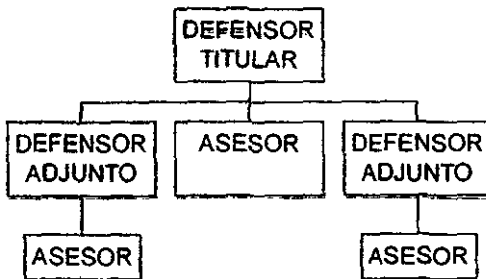 DEFENSOR
TITULAR
DEFENSOR
ADJUNTO
ASESOR
DEFENSOR
ADJUNTO
ASESOR
ASESOR